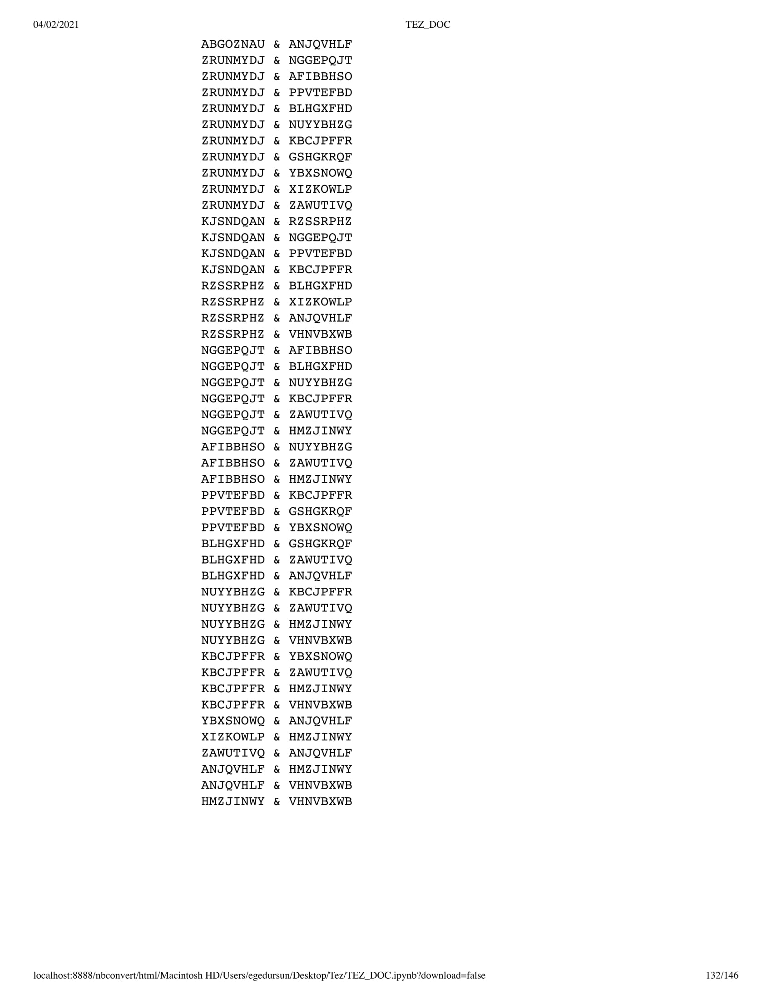 04/02/2021 TEZ_DOC
ABGOZNAU & ANJQVHLF
ZRUNMYDJ & NGGEPQJT
ZRUNMYDJ & AFIBBHSO
ZRUNMYDJ & PPVTEFBD
ZRUNMYDJ & BLHGXFHD
ZRUNMYDJ & NUYYBHZG
ZRUNMYDJ & KBCJPFFR
ZRUNMYDJ & GSHGKRQF
ZRUNMYDJ & YBXSNOWQ
ZRUNMYDJ & XIZKOWLP
ZRUNMYDJ & ZAWUTIVQ
KJSNDQAN & RZSSRPHZ
KJSNDQAN & NGGEPQJT
KJSNDQAN & PPVTEFBD
KJSNDQAN & KBCJPFFR
RZSSRPHZ & BLHGXFHD
RZSSRPHZ & XIZKOWLP
RZSSRPHZ & ANJQVHLF
RZSSRPHZ & VHNVBXWB
NGGEPQJT & AFIBBHSO
NGGEPQJT & BLHGXFHD
NGGEPQJT & NUYYBHZG
NGGEPQJT & KBCJPFFR
NGGEPQJT & ZAWUTIVQ
NGGEPQJT & HMZJINWY
AFIBBHSO & NUYYBHZG
AFIBBHSO & ZAWUTIVQ
AFIBBHSO & HMZJINWY
PPVTEFBD & KBCJPFFR
PPVTEFBD & GSHGKRQF
PPVTEFBD & YBXSNOWQ
BLHGXFHD & GSHGKRQF
BLHGXFHD & ZAWUTIVQ
BLHGXFHD & ANJQVHLF
NUYYBHZG & KBCJPFFR
NUYYBHZG & ZAWUTIVQ
NUYYBHZG & HMZJINWY
NUYYBHZG & VHNVBXWB
KBCJPFFR & YBXSNOWQ
KBCJPFFR & ZAWUTIVQ
KBCJPFFR & HMZJINWY
KBCJPFFR & VHNVBXWB
YBXSNOWQ & ANJQVHLF
XIZKOWLP & HMZJINWY
ZAWUTIVQ & ANJQVHLF
ANJQVHLF & HMZJINWY
ANJQVHLF & VHNVBXWB
HMZJINWY & VHNVBXWB
localhost:8888/nbconvert/html/Macintosh HD/Users/egedursun/Desktop/Tez/TEZ_DOC.ipynb?download=false 132/146